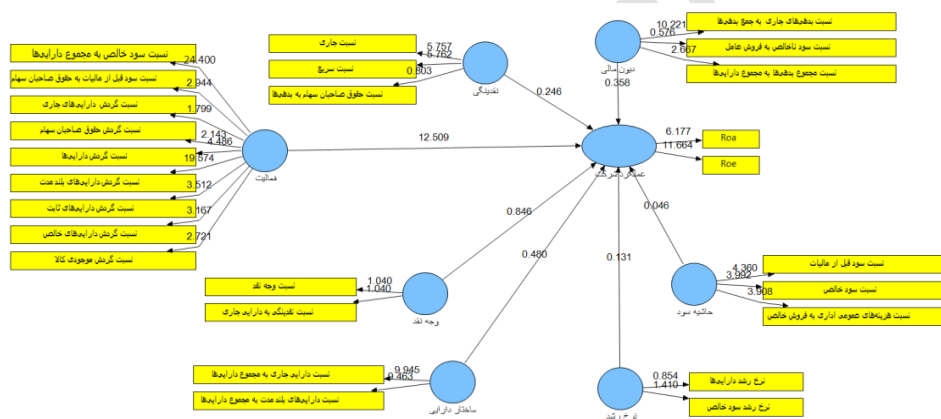 نسبت سود خالص به مجموع دارایی‌ها
24.400
نسبت سود قبل از مالیات به حقوق صاحبان سهام
2.944
نسبت گردش دارایی‌های جاری
1.799
نسبت گردش حقوق صاحبان سهام
2.143
4.486
نسبت گردش دارایی‌ها
19.574
نسبت گردش دارایی‌های بلندمدت
3.512
نسبت گردش دارایی‌های ثابت
3.167
نسبت گردش دارایی‌های خالص
2.721
نسبت گردش موجودی کالا
فعالیت
12.509
نسبت جاری
5.757
5.762
نسبت سریع
0.803
نسبت حقوق صاحبان سهام به بدهی‌ها
نقدینگی
0.246
نسبت بدهی‌های جاری به جمع بدهی‌ها
10.221
0.576
نسبت سود ناخالص به فروش عامل
2.667
نسبت مجموع بدهی‌ها به مجموع دارایی‌ها
دیون مالی
0.358
عملکرد شرکت
6.177
Roa
11.664
Roe
0.846
0.480
0.131
0.046
نسبت وجه نقد
1.040
1.040
نسبت نقدینگی به دارایی جاری
وجه نقد
نسبت دارایی جاری به مجموع دارایی‌ها
9.945
9.463
نسبت دارایی‌های بلندمدت به مجموع دارایی‌ها
ساختار دارایی
نسبت سود قبل از مالیات
4.360
3.992
نسبت سود خالص
3.908
نسبت هزینه‌های عمومی اداری به فروش خالص
حاشیه سود
نرخ رشد دارایی‌ها
0.854
1.410
نرخ رشد سود خالص
نرخ رشد